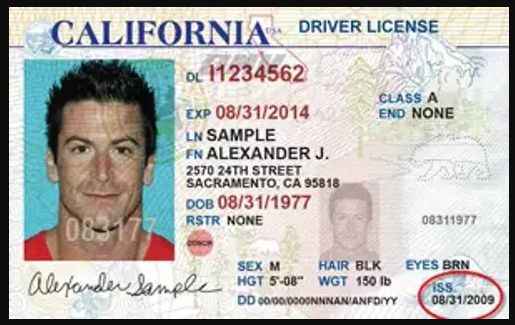 CALIFORNIA USA DRIVER LICENSE
DL I1234562
CLASS A
EXP 08/31/2014
END NONE
LN SAMPLE
FN ALEXANDER J.
2570 24TH STREET
SACRAMENTO, CA 95818
DOB 08/31/1977
RSTR NONE
083177
08311977
DONOR
SEX M HAIR BLK EYES BRN
HGT 5'-08" WGT 150 lb
ISS
DD 00/00/0000NNNAN/ANFD/YY
08/31/2009
Alexander Sample